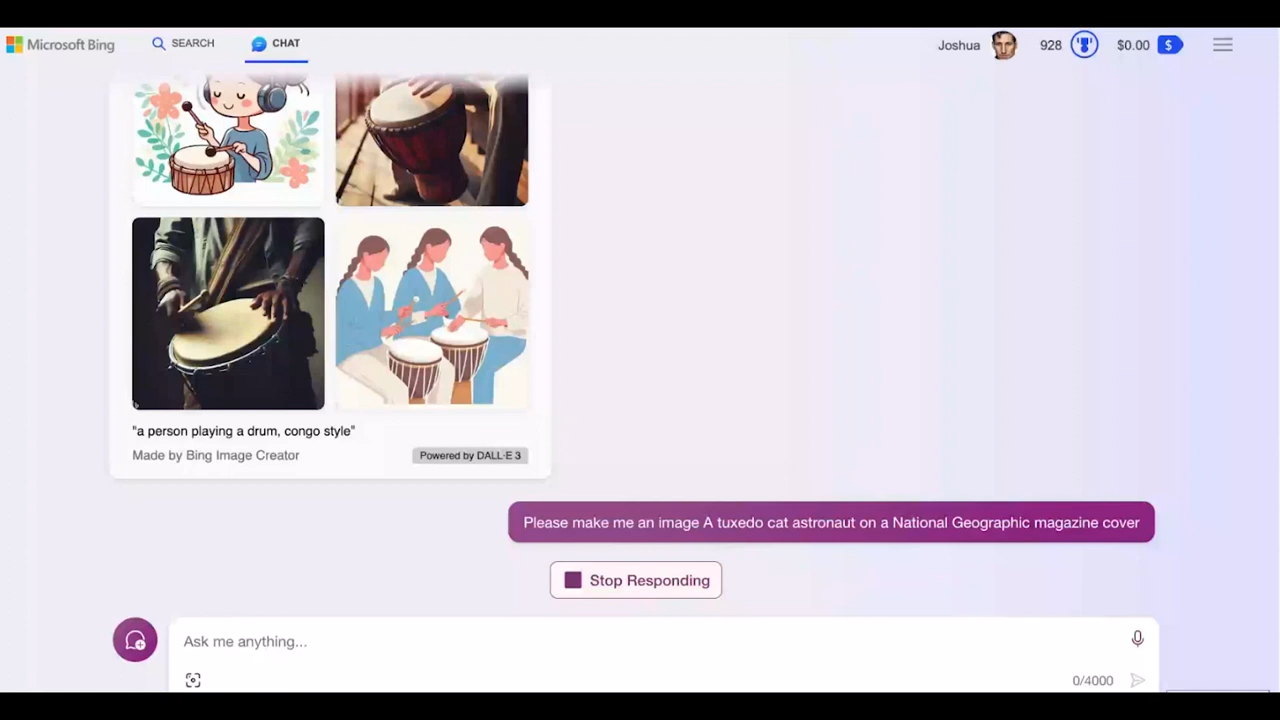 Microsoft Bing
SEARCH
CHAT
Joshua
928
$0.00
$
"a person playing a drum, congo style"
Made by Bing Image Creator
Powered by DALL·E 3
Please make me an image A tuxedo cat astronaut on a National Geographic magazine cover
Stop Responding
Ask me anything...
0/4000